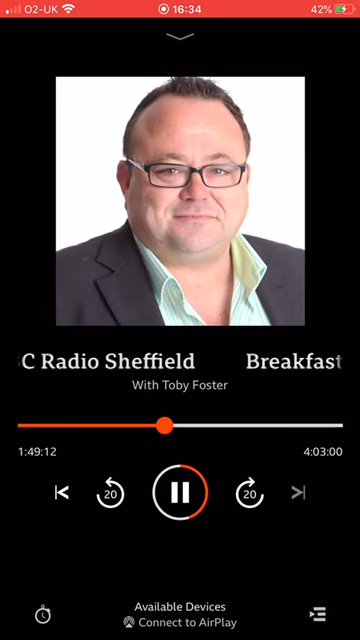 O2-UK 16:34 42%
C Radio Sheffield Breakfast
With Toby Foster
1:49:12 4:03:00
20 20
Available Devices
Connect to AirPlay